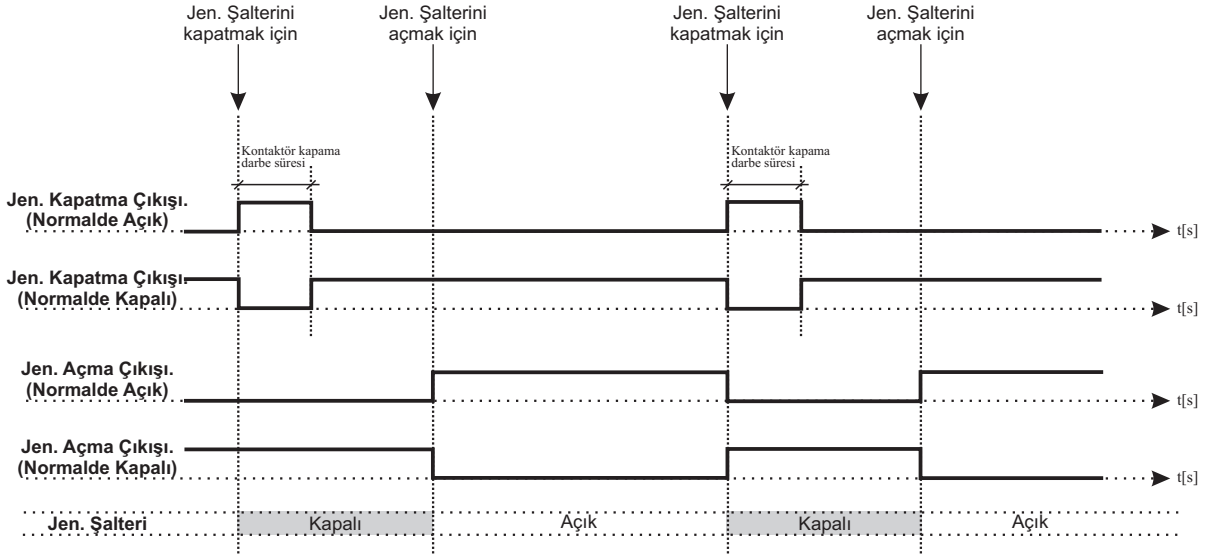 Jen. Şalterini
kapatmak için
Jen. Şalterini
açmak için
Jen. Şalterini
kapatmak için
Jen. Şalterini
açmak için
Kontaktör kapama
darbe süresi
Kontaktör kapama
darbe süresi
Jen. Kapatma Çıkışı.
(Normalde Açık)
t[s]
Jen. Kapatma Çıkışı.
(Normalde Kapalı)
t[s]
Jen. Açma Çıkışı.
(Normalde Açık)
t[s]
Jen. Açma Çıkışı.
(Normalde Kapalı)
t[s]
Jen. Şalteri Kapalı Açık Kapalı Açık